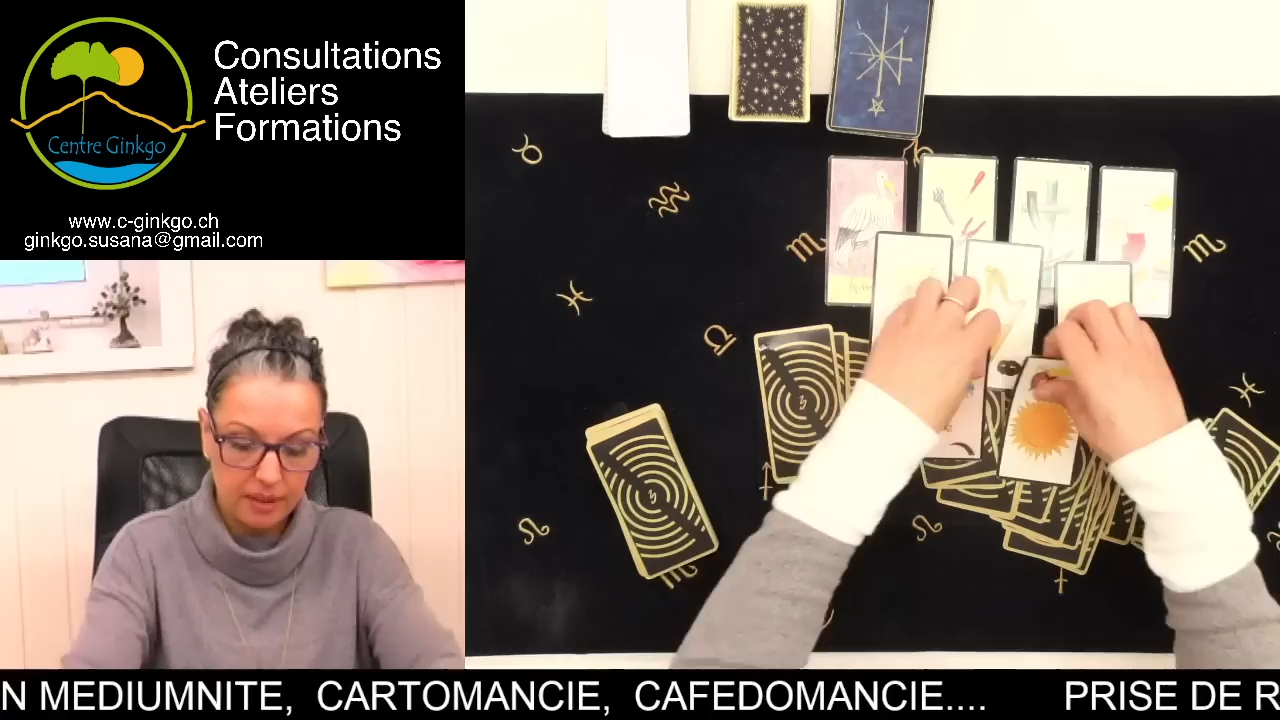 Consultations
Ateliers
Formations
Centre Ginkgo
www.c-ginkgo.ch
ginkgo.susana@gmail.com
N MEDIUMNITE, CARTOMANCIE, CAFEDOMANCIE.... PRISE DE R